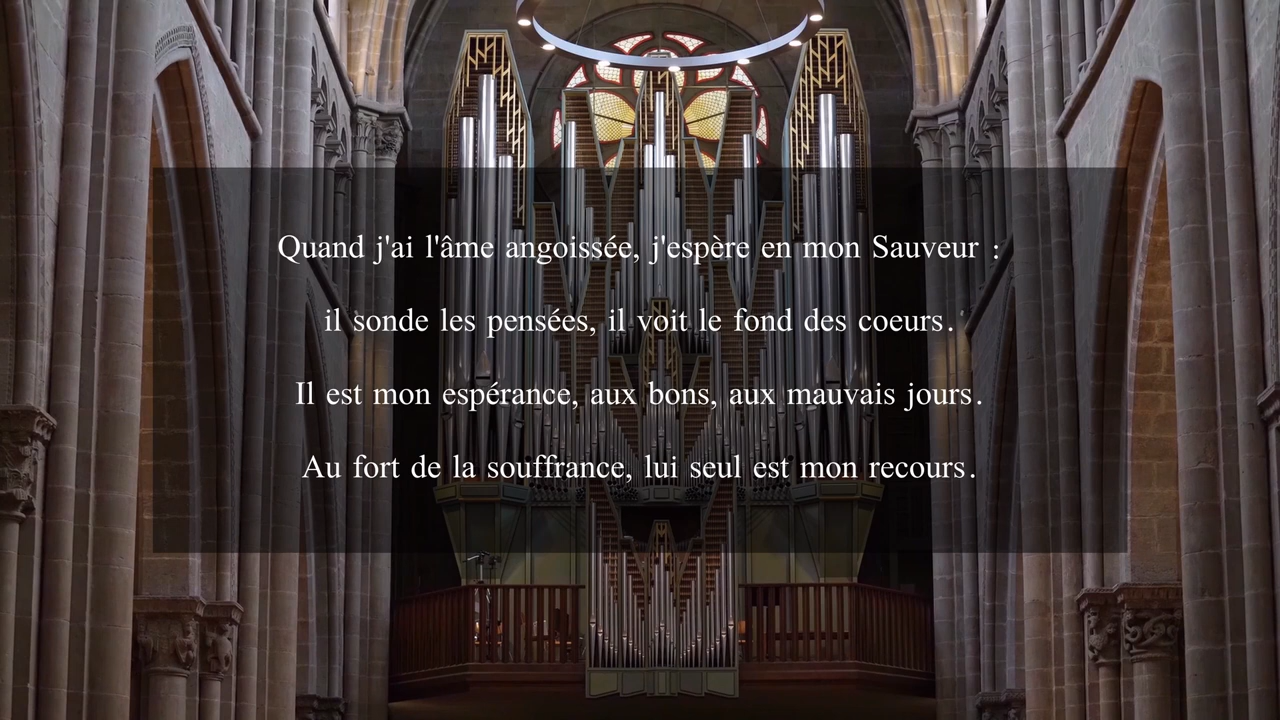 Quand j'ai l'âme angoissée, j'espère en mon Sauveur :
il sonde les pensées, il voit le fond des coeurs.
Il est mon espérance, aux bons, aux mauvais jours.
Au fort de la souffrance, lui seul est mon recours.